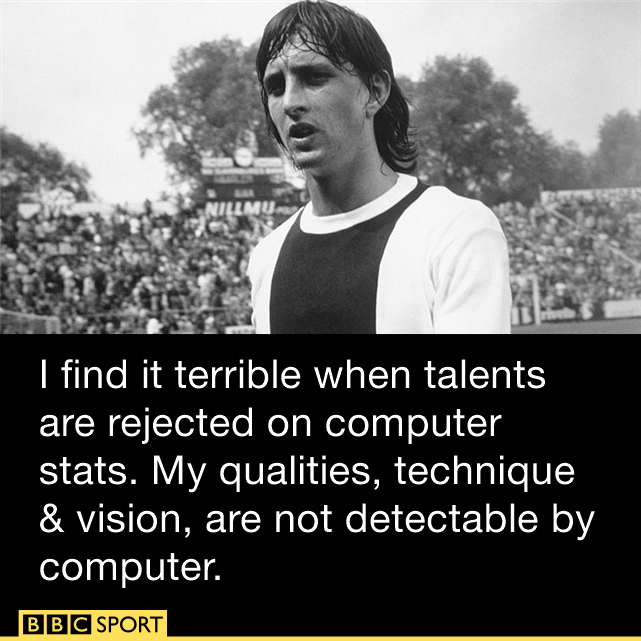 NILLMIJ
I find it terrible when talents
are rejected on computer
stats. My qualities, technique
& vision, are not detectable by
computer.
BBC SPORT